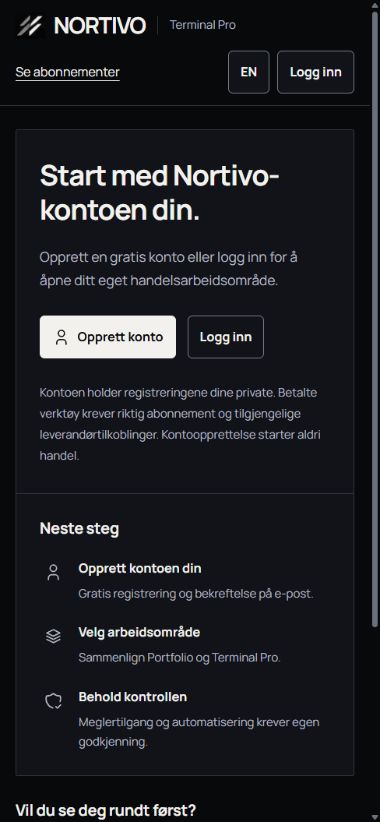 NORTIVO Terminal Pro
Se abonnementer EN Logg inn
Start med Nortivo-
kontoen din.
Opprett en gratis konto eller logg inn for å
åpne ditt eget handelsarbeidsområde.
Opprett konto Logg inn
Kontoen holder registreringene dine private. Betalte
verktøy krever riktig abonnement og tilgjengelige
leverandørtilkoblinger. Kontoopprettelse starter aldri
handel.
Neste steg
Opprett kontoen din
Gratis registrering og bekreftelse på e-post.
Velg arbeidsområde
Sammenlign Portfolio og Terminal Pro.
Behold kontrollen
Meglertilgang og automatisering krever egen
godkjenning.
Vil du se deg rundt først?